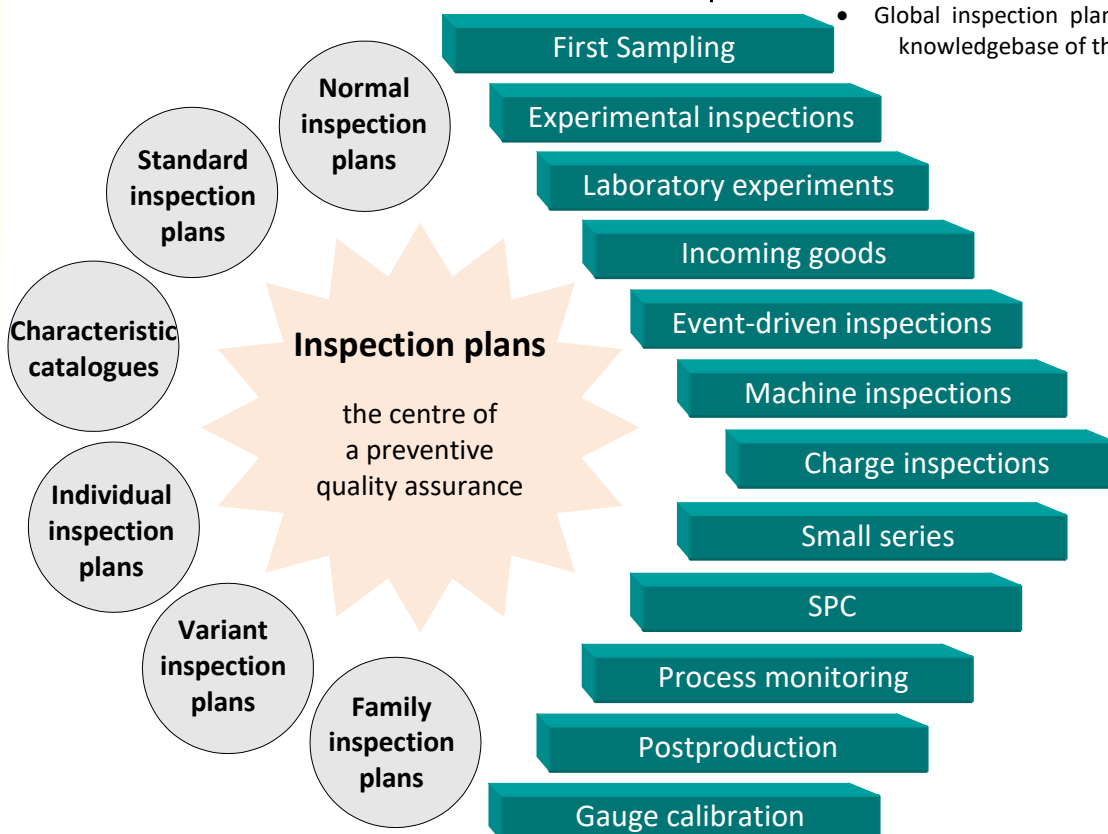 Global inspection plan
knowledgebase of th
First Sampling
Experimental inspections
Laboratory experiments
Incoming goods
Event-driven inspections
Machine inspections
Charge inspections
Small series
SPC
Process monitoring
Postproduction
Gauge calibration
Normal
inspection
plans
Standard
inspection
plans
Characteristic
catalogues
Individual
inspection
plans
Variant
inspection
plans
Family
inspection
plans
Inspection plans
the centre of
a preventive
quality assurance